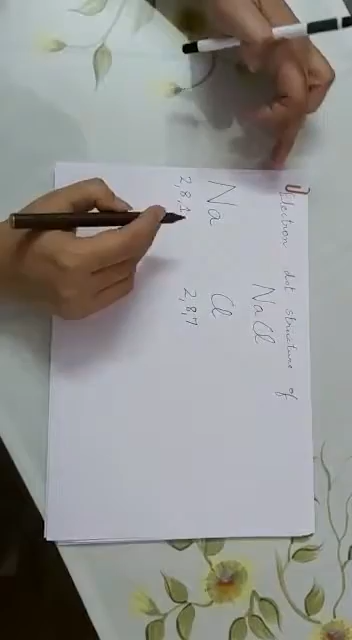 Electron dot structure of
NaCl
Na Cl
2,8,1 2,8,7